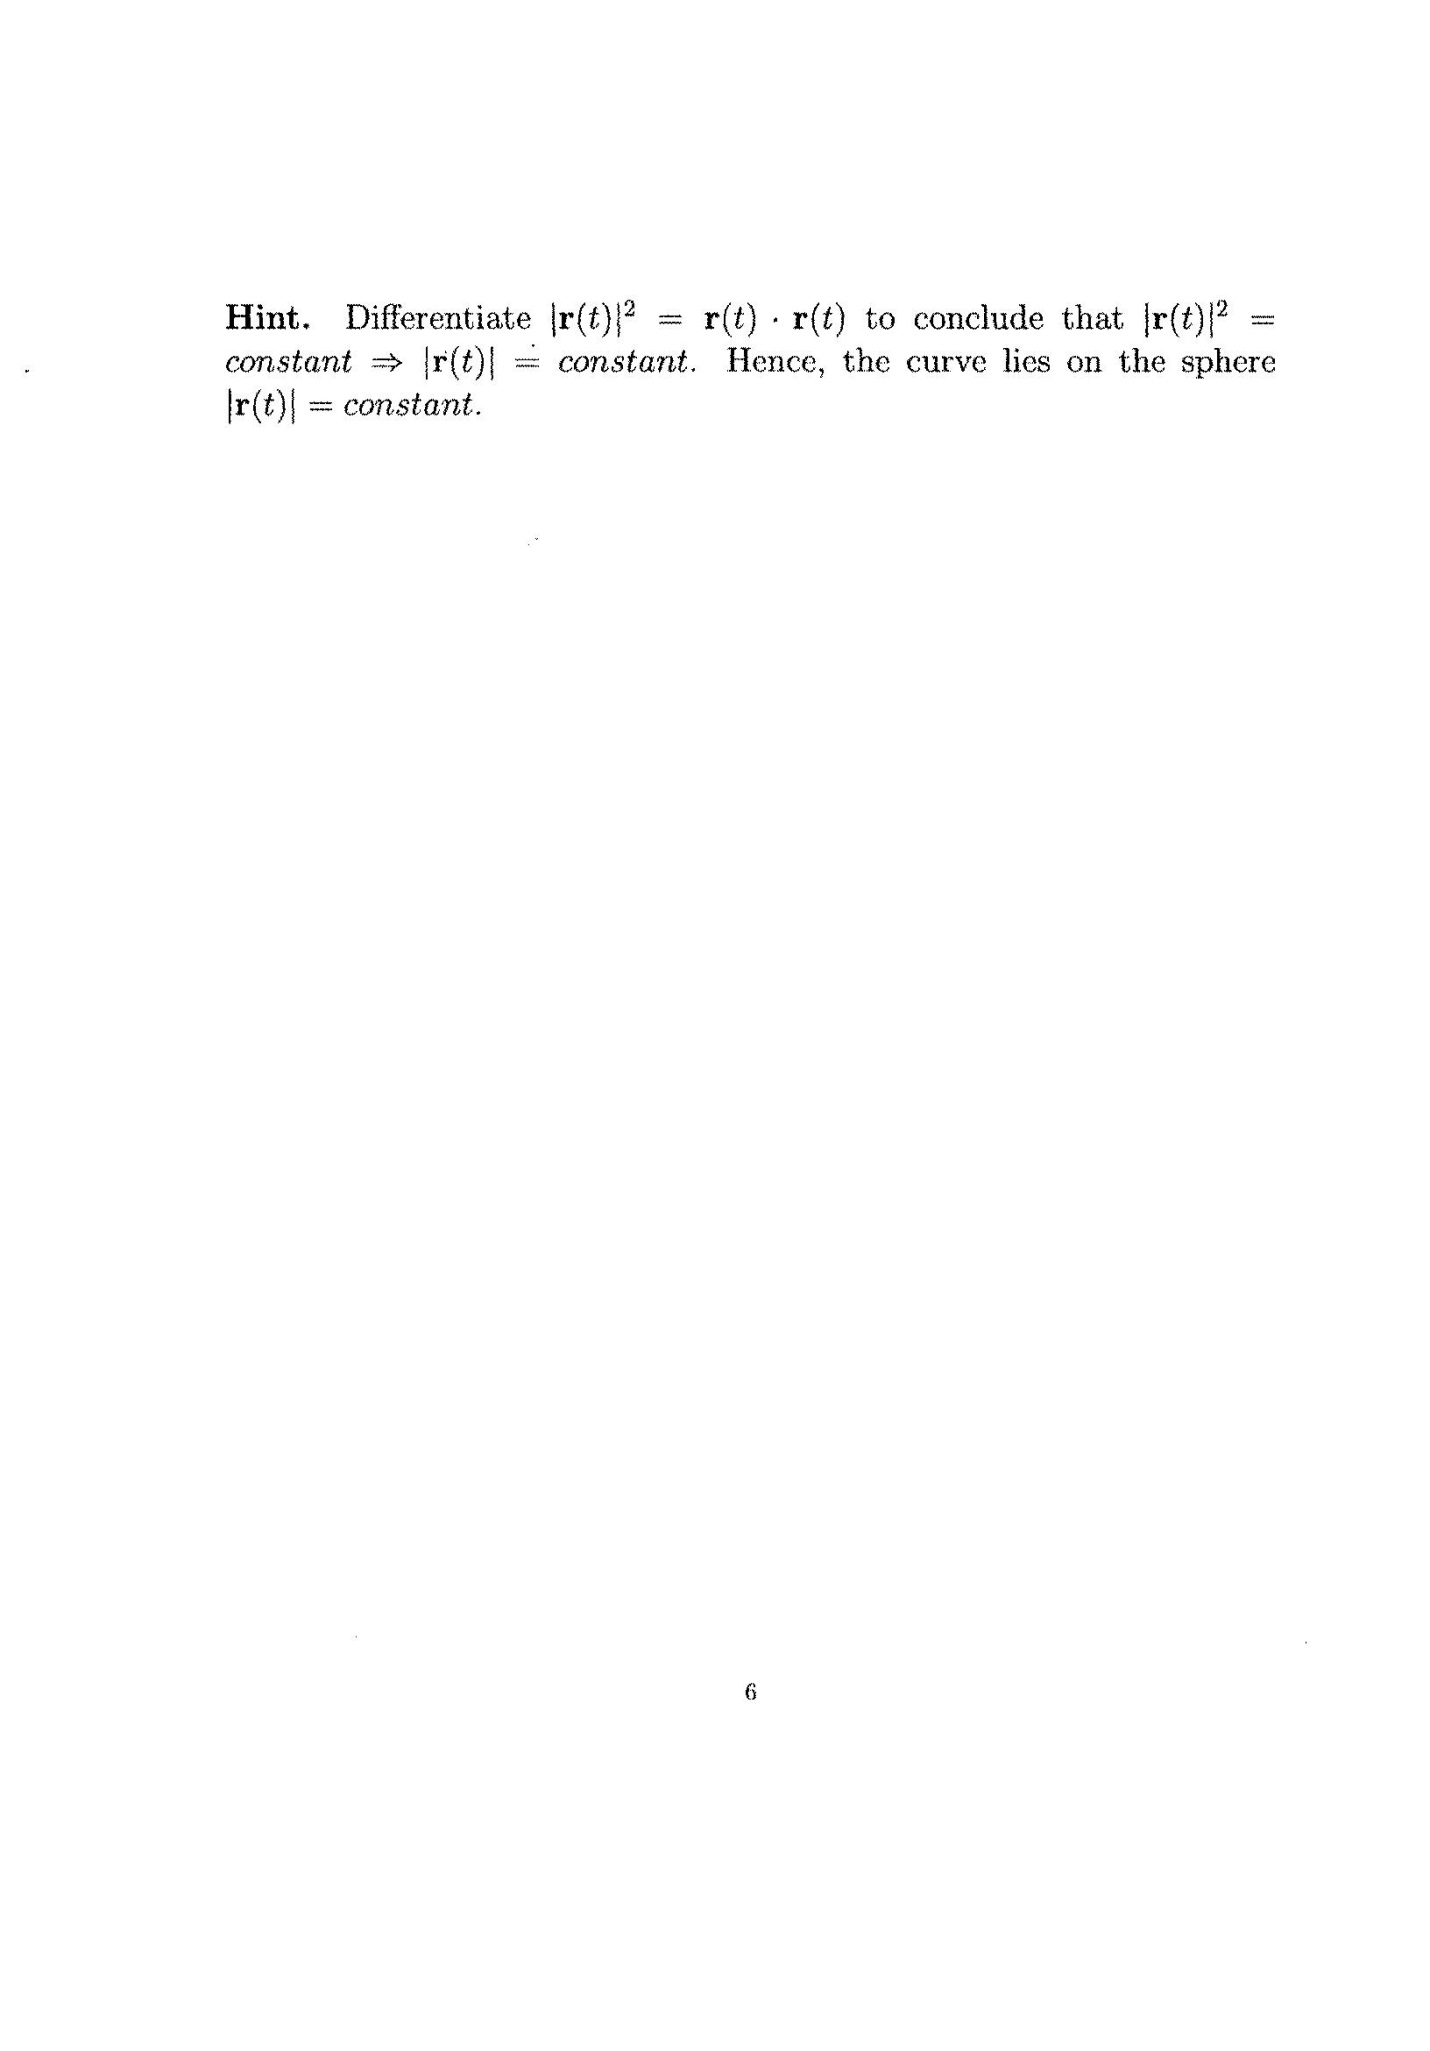 Hint. Differentiate |r(t)|² = r(t) · r(t) to conclude that |r(t)|² =
constant ⇒ |r(t)| = constant. Hence, the curve lies on the sphere
|r(t)| = constant.
6